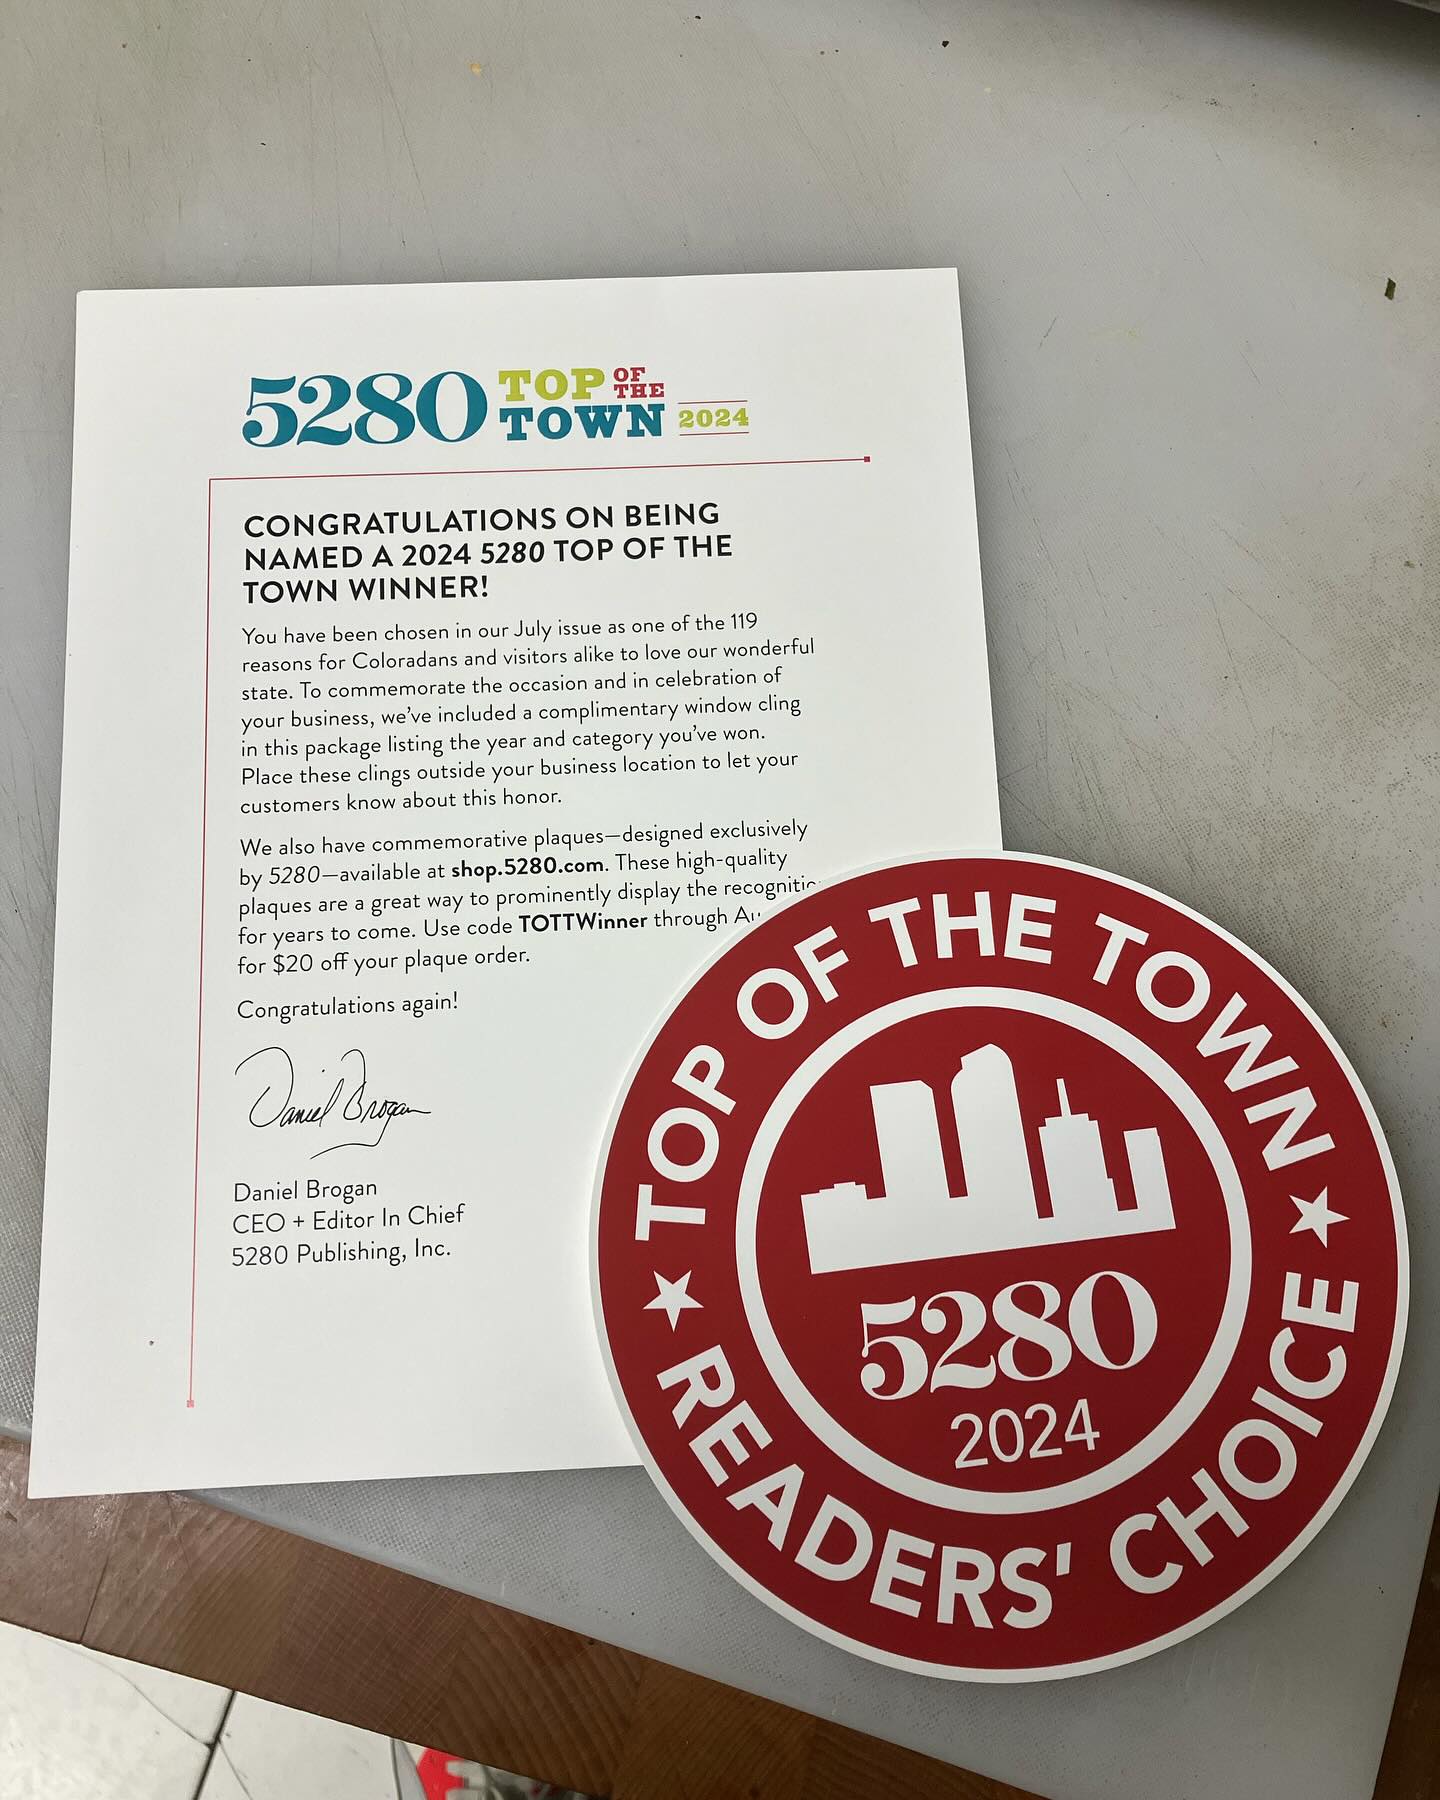 5280 TOP OF THE TOWN 2024
CONGRATULATIONS ON BEING
NAMED A 2024 5280 TOP OF THE
TOWN WINNER!
You have been chosen in our July issue as one of the 119
reasons for Coloradans and visitors alike to love our wonderful
state. To commemorate the occasion and in celebration of
your business, we've included a complimentary window cling
in this package listing the year and category you've won.
Place these clings outside your business location to let your
customers know about this honor.
We also have commemorative plaques—designed exclusively
by 5280—available at shop.5280.com. These high-quality
plaques are a great way to prominently display the recognitio
for years to come. Use code TOTTWinner through Au
for $20 off your plaque order.
Congratulations again!
Daniel Brogan
Daniel Brogan
CEO + Editor In Chief
5280 Publishing, Inc.
TOP OF THE TOWN
5280
2024
READERS' CHOICE